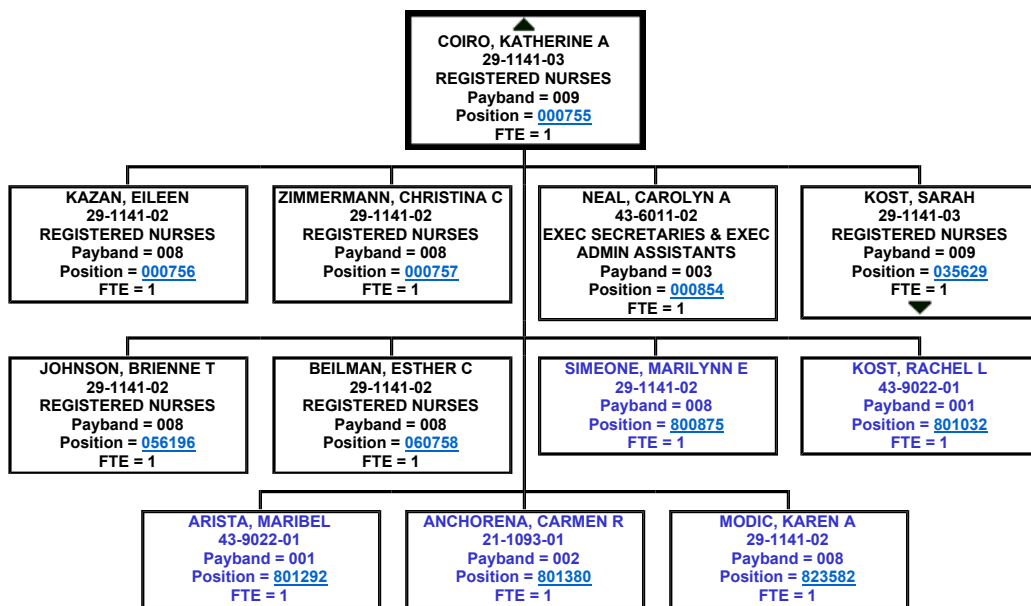 COIRO, KATHERINE A
29-1141-03
REGISTERED NURSES
Payband = 009
Position = 000755
FTE = 1
KAZAN, EILEEN
29-1141-02
REGISTERED NURSES
Payband = 008
Position = 000756
FTE = 1
ZIMMERMANN, CHRISTINA C
29-1141-02
REGISTERED NURSES
Payband = 008
Position = 000757
FTE = 1
NEAL, CAROLYN A
43-6011-02
EXEC SECRETARIES & EXEC
ADMIN ASSISTANTS
Payband = 003
Position = 000854
FTE = 1
KOST, SARAH
29-1141-03
REGISTERED NURSES
Payband = 009
Position = 035629
FTE = 1
JOHNSON, BRIENNE T
29-1141-02
REGISTERED NURSES
Payband = 008
Position = 056196
FTE = 1
BEILMAN, ESTHER C
29-1141-02
REGISTERED NURSES
Payband = 008
Position = 060758
FTE = 1
SIMEONE, MARILYNN E
29-1141-02
Payband = 008
Position = 800875
FTE = 1
KOST, RACHEL L
43-9022-01
Payband = 001
Position = 801032
FTE = 1
ARISTA, MARIBEL
43-9022-01
Payband = 001
Position = 801292
FTE = 1
ANCHORENA, CARMEN R
21-1093-01
Payband = 002
Position = 801380
FTE = 1
MODIC, KAREN A
29-1141-02
Payband = 008
Position = 823582
FTE = 1